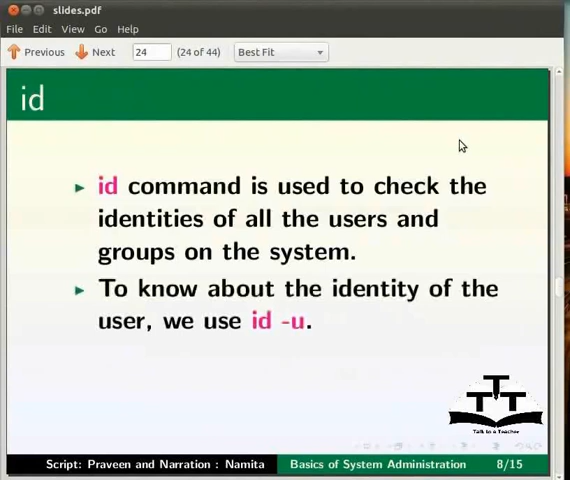 slides.pdf
File Edit View Go Help
Previous Next 24 (24 of 44) Best Fit
id
id command is used to check the
identities of all the users and
groups on the system.
To know about the identity of the
user, we use id -u.
TTT
Talk to a Teacher
Script: Praveen and Narration : Namita Basics of System Administration 8/15